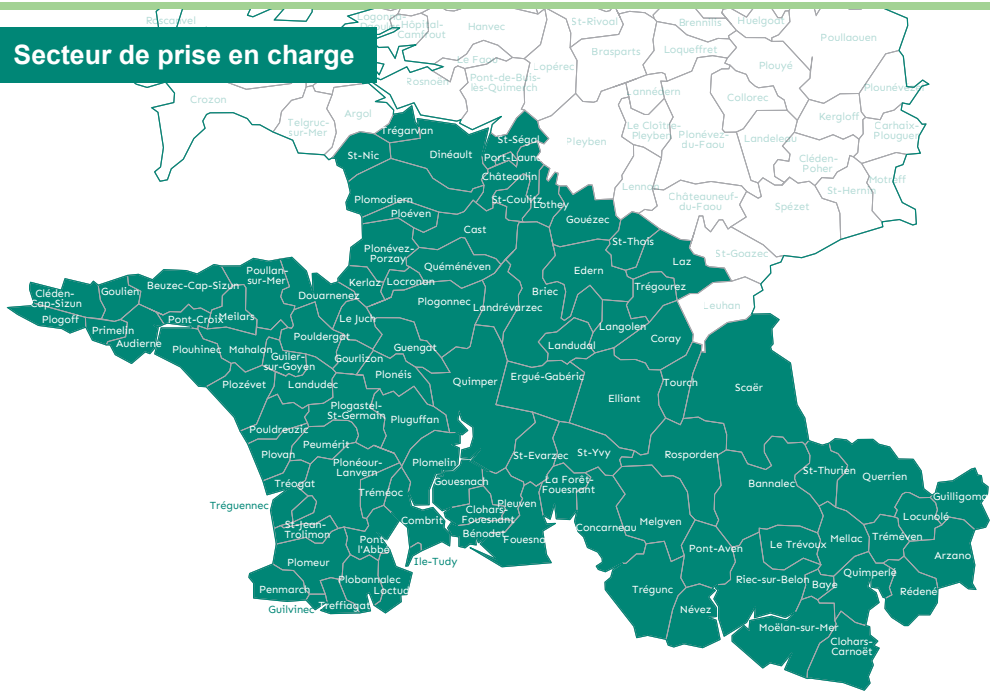 Roscanvel
Logonna-
Daoulas
Hôpital-
Camfrout
Hanvec
St-Rivoal
Brennilis
Huelgoat
Poullaouen
Secteur de prise en charge
Le Faou
Lopérec
Brasparts
Loqueffret
Plouyé
Rosnoën
Pont-de-Buis-
lès-Quimerch
Lannédern
Collorec
Plounévézel
Crozon
Argol
Telgruc-
sur-Mer
Kergloff
Carhaix-
Plouguer
Trégarvan
St-Ségal
Pleyben
Le Cloître-
Pleyben
Plonévez-
du-Faou
Landeleau
St-Nic
Dinéault
Port-Launay
Cléden-
Poher
Motreff
Châteaulin
Lennon
St-Hernin
Plomodiern
St-Coulitz
Lothey
Châteauneuf-
du-Faou
Spézet
Ploéven
Gouézec
Cast
St-Thois
Plonévez-
Porzay
Laz
St-Goazec
Quéménéven
Edern
Poullan-
sur-Mer
Kerlaz
Locronan
Trégourez
Beuzec-Cap-Sizun
Goulien
Cléden-
Cap-Sizun
Douarnenez
Plogonnec
Briec
Landrévarzec
Leuhan
Plogoff
Pont-Croix
Meilars
Le Juch
Langolen
Primelin
Pouldergat
Coray
Audierne
Plouhinec
Mahalon
Guiler-
sur-Goyen
Gourlizon
Guengat
Landudal
Plozévet
Landudec
Plonéis
Quimper
Ergué-Gabéric
Tourch
Scaër
Elliant
Plogastel-
St-Germain
Pluguffan
Pouldreuzic
Peumérit
Plovan
Plonéour-
Lanvern
Plomelin
St-Evarzec
St-Yvy
Rosporden
Tréogat
Gouesnach
La Forêt-
Fouesnant
Bannalec
St-Thurien
Querrien
Tréméoc
Pleuven
Guilligoma
Tréguennec
Clohars-
Fouesnant
Locunolé
St-Jean-
Trolimon
Combrit
Bénodet
Fouesna
Concarneau
Melgven
Mellac
Tréméven
Pont-
l'Abbé
Pont-Aven
Le Trévoux
Arzano
Plomeur
Ile-Tudy
Quimperlé
Plobannalec
Loctud
Riec-sur-Belon
Baye
Penmarch
Trégunc
Rédené
Guilvinec
Treffiagat
Névez
Moëlan-sur-Mer
Clohars-
Carnoët